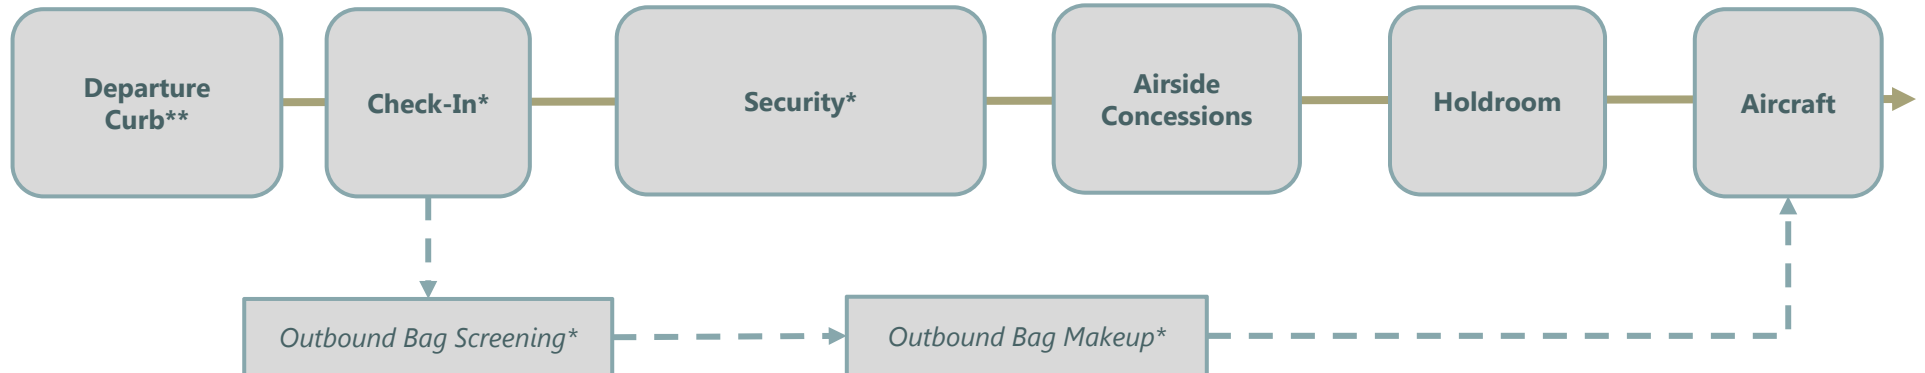 Departure
Curb**
Check-In*
Security*
Airside
Concessions
Holdroom
Aircraft
Outbound Bag Screening*
Outbound Bag Makeup*